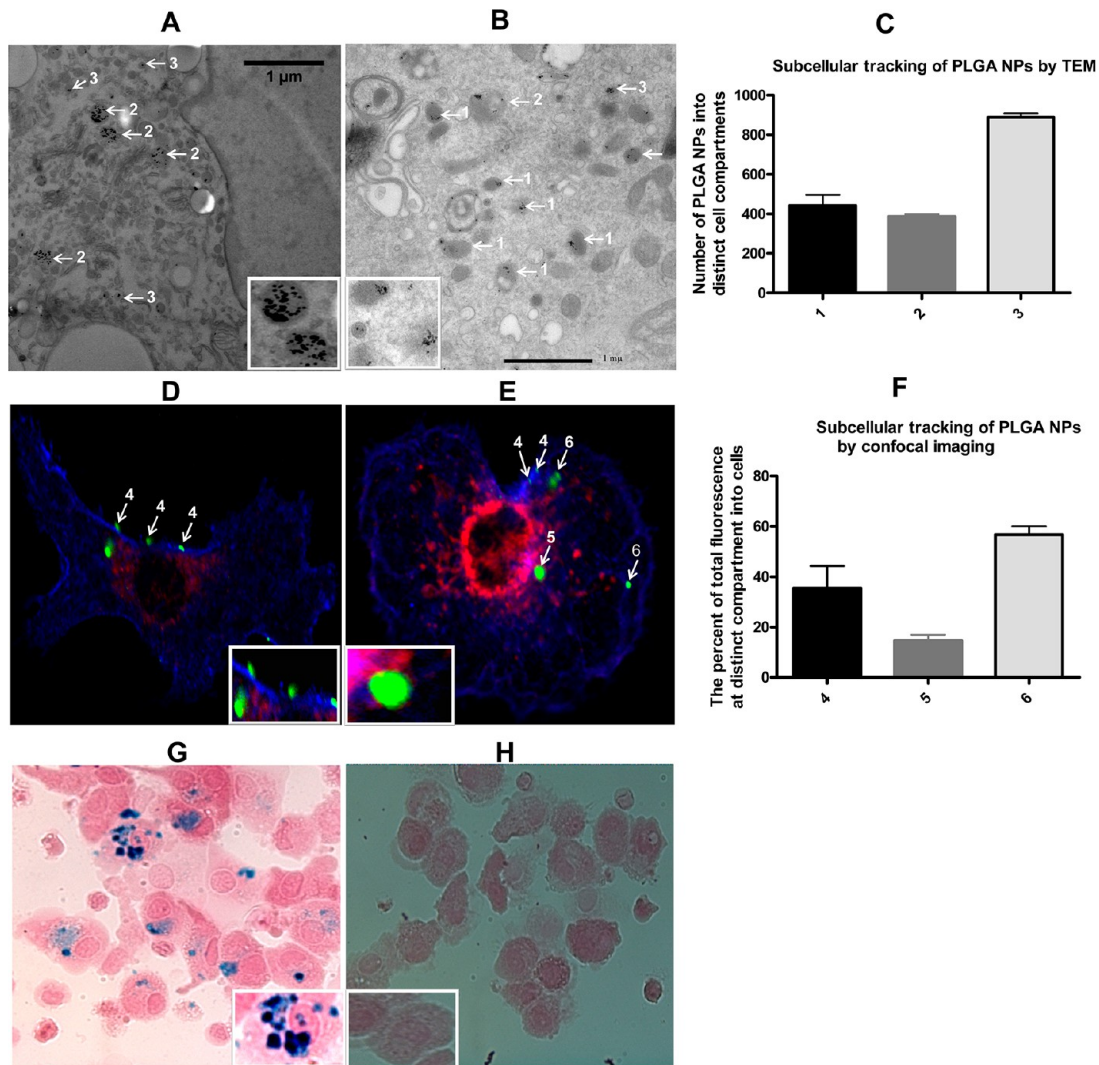 A
B
C
3
3
1 µm
2
2
2
2
3
1
2
3
1
1
1
1
1
1 mµ
Subcellular tracking of PLGA NPs by TEM
Number of PLGA NPs into
distinct cell compartments
1000
800
600
400
200
0
1
2
3
D
E
F
4
4
4
4
4
6
5
6
Subcellular tracking of PLGA NPs
by confocal imaging
The percent of total fluorescence
at distinct compartment into cells
80
60
40
20
0
4
5
6
G
H